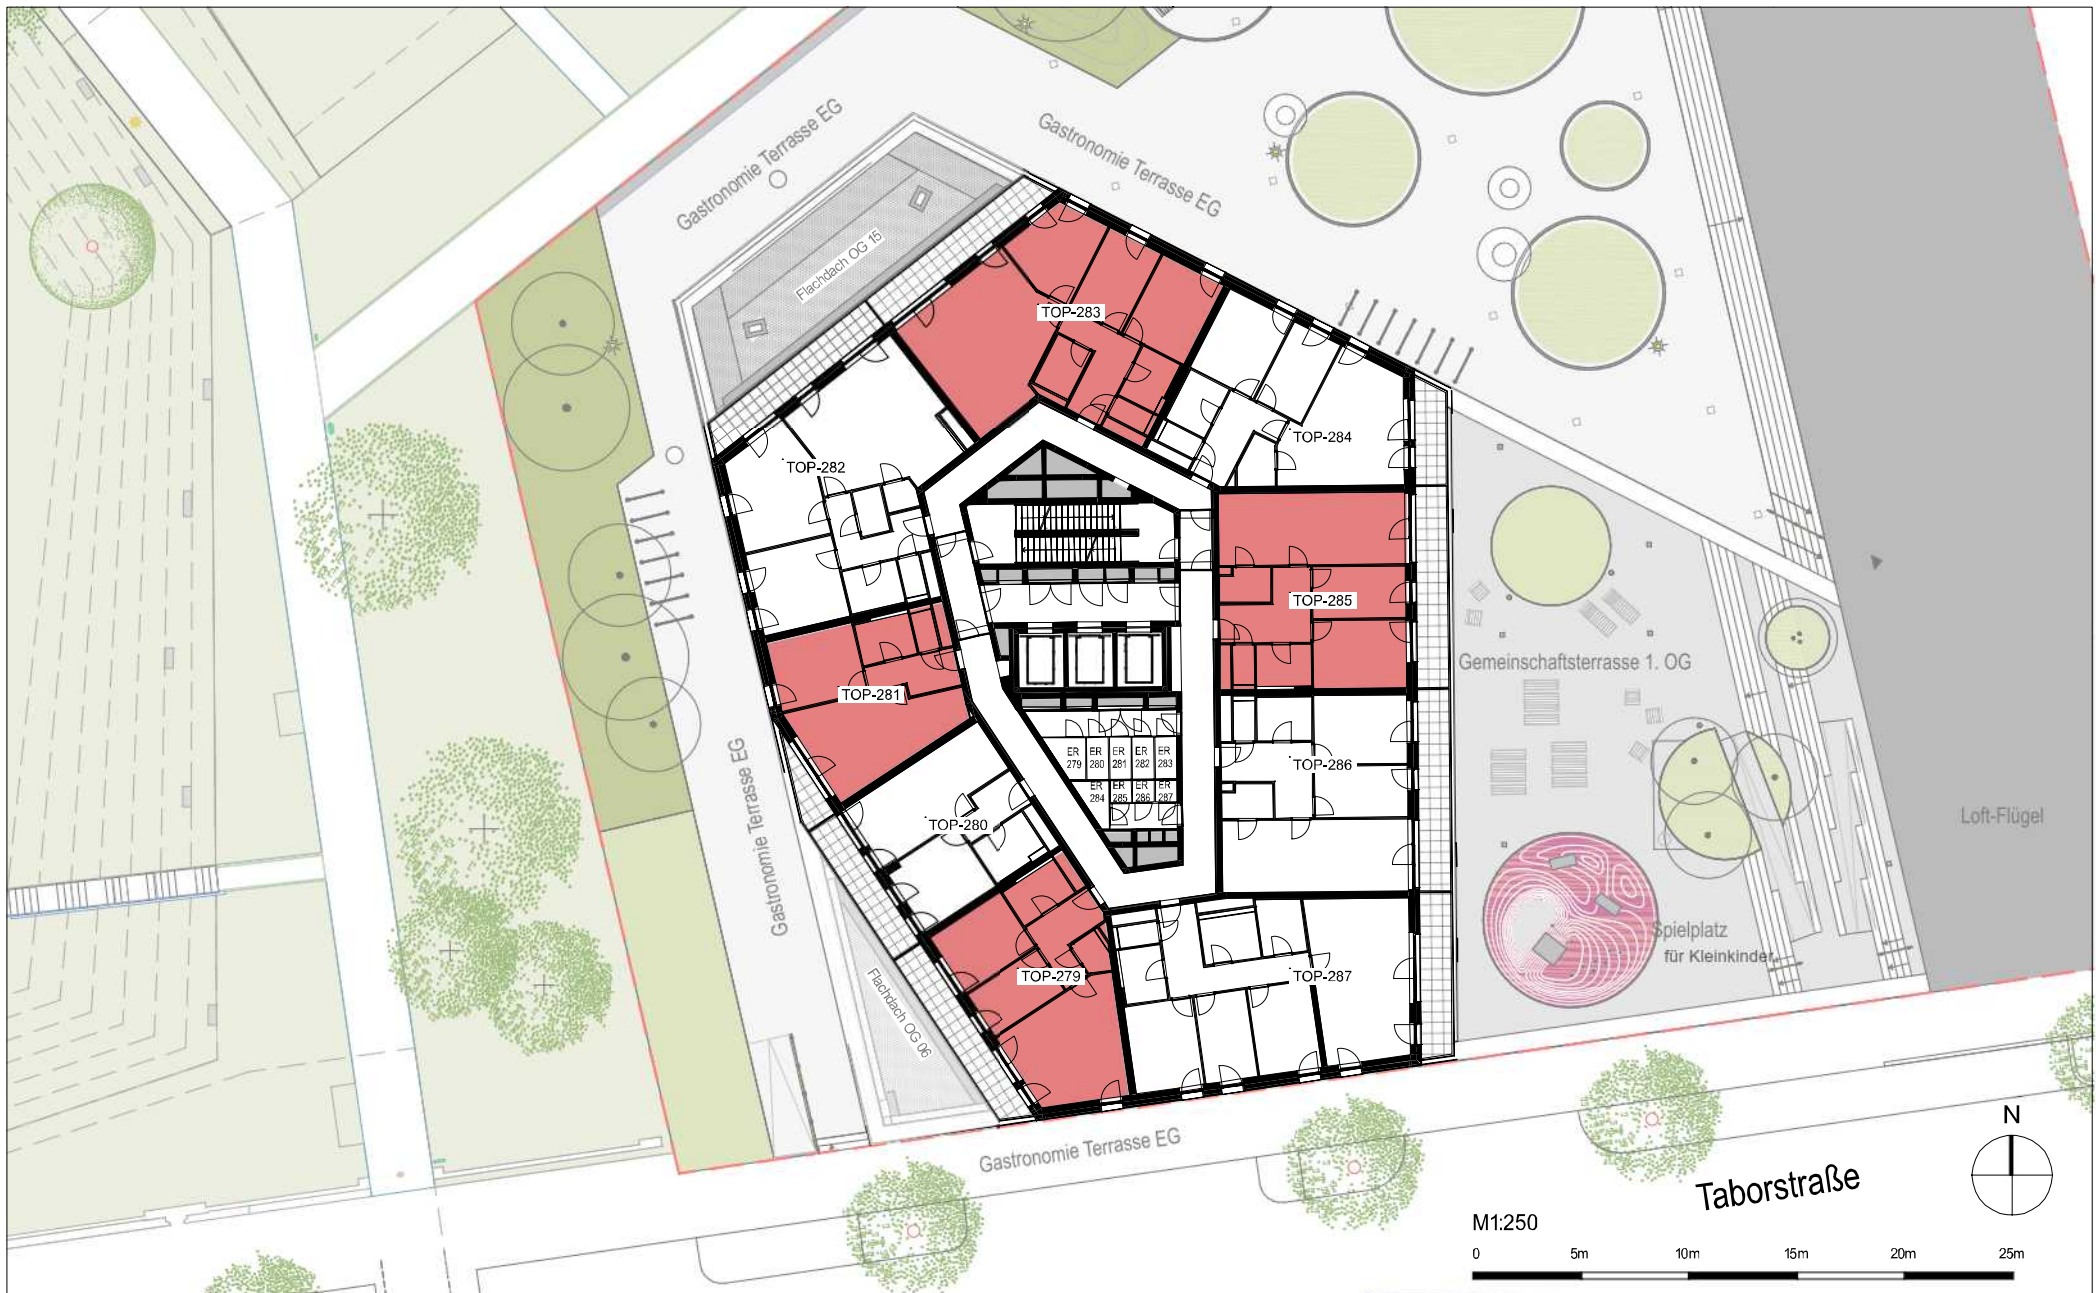 Gastronomie Terrasse EG
Gastronomie Terrasse EG
Flachdach OG 15
TOP-283
TOP-284
TOP-282
TOP-285
TOP-281
Gemeinschaftsterrasse 1. OG
ER
279
ER
280
ER
281
ER
282
ER
283
ER
284
ER
285
ER
286
ER
287
TOP-286
TOP-280
Gastronomie Terrasse EG
Loft-Flügel
Spielplatz
für Kleinkinder
TOP-279
TOP-287
Flachdach OG 06
Gastronomie Terrasse EG
N
Taborstraße
M1:250
0 5m 10m 15m 20m 25m